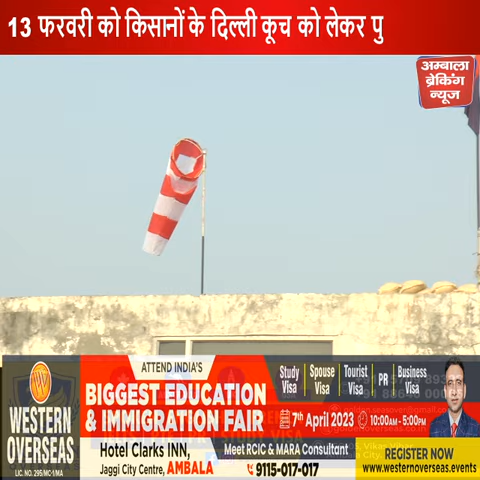 13 फरवरी को किसानों के दिल्ली कूच को लेकर पु
अम्बाला
ब्रेकिंग
न्यूज
WESTERN
OVERSEAS
LIC. NO. 295/MC-1/MA
ATTEND INDIA'S
BIGGEST EDUCATION
& IMMIGRATION FAIR
Hotel Clarks INN,
Jaggi City Centre, AMBALA
Study Visa
Spouse Visa
Tourist Visa
PR
Business Visa
7th April 2023
10:00AM - 5:00PM
Meet RCIC & MARA Consultant
9115-017-017
REGISTER NOW
www.westernoverseas.events